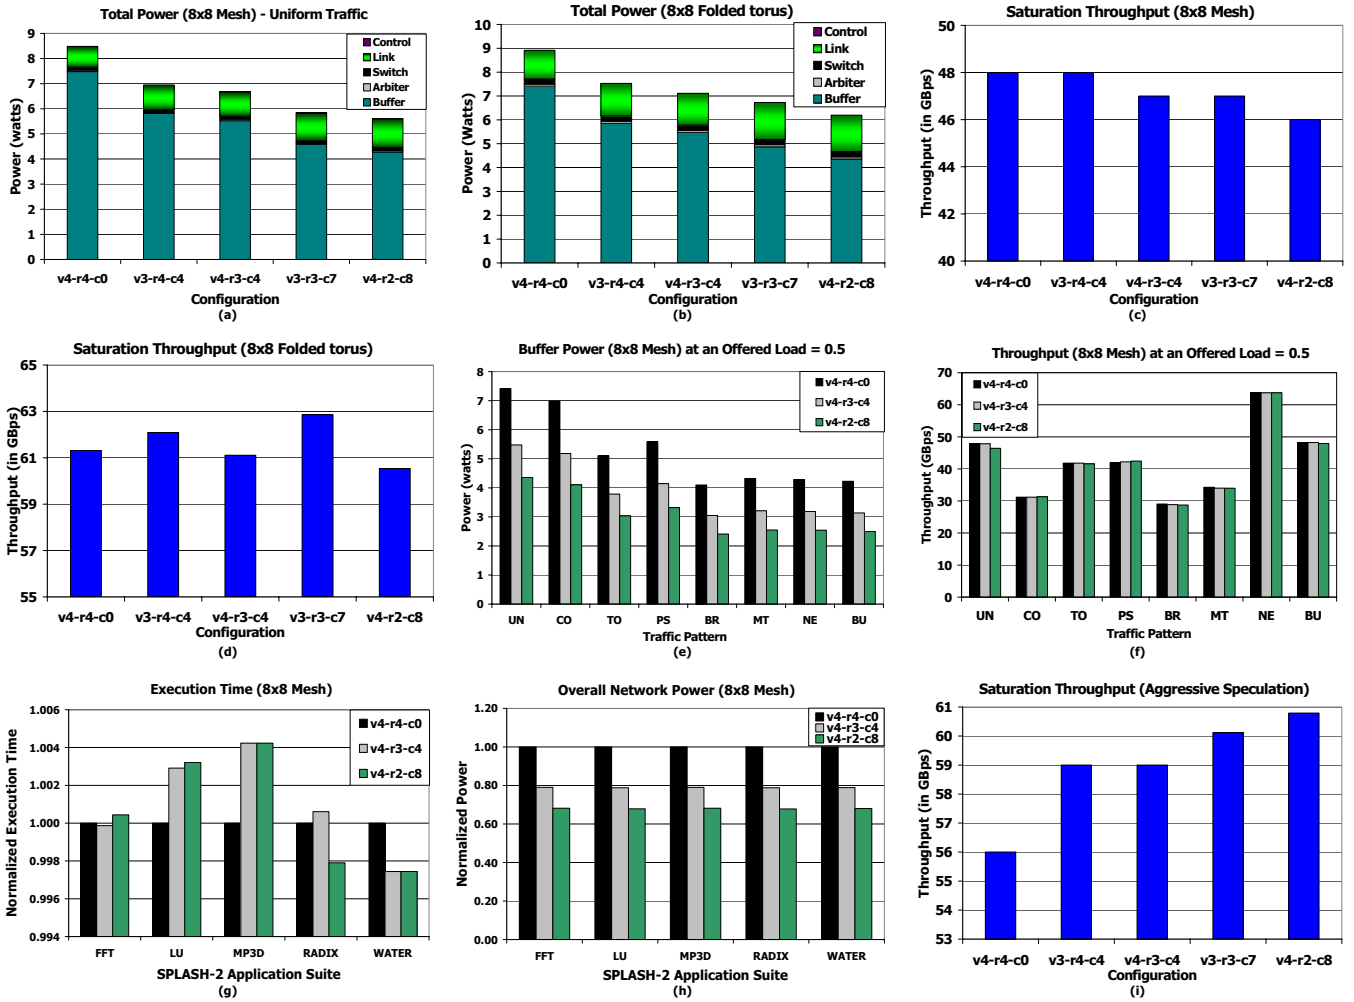 Total Power (8x8 Mesh) - Uniform Traffic
Power (watts)
9
8
7
6
5
4
3
2
1
0
Control
Link
Switch
Arbiter
Buffer
v4-r4-c0 v3-r4-c4 v4-r3-c4 v3-r3-c7 v4-r2-c8
Configuration
(a)
Total Power (8x8 Folded torus)
Power (Watts)
10
9
8
7
6
5
4
3
2
1
0
Control
Link
Switch
Arbiter
Buffer
v4-r4-c0 v3-r4-c4 v4-r3-c4 v3-r3-c7 v4-r2-c8
Configuration
(b)
Saturation Throughput (8x8 Mesh)
Throughput (in GBps)
50
48
46
44
42
40
v4-r4-c0 v3-r4-c4 v4-r3-c4 v3-r3-c7 v4-r2-c8
Configuration
(c)
Saturation Throughput (8x8 Folded torus)
Throughput (in GBps)
65
63
61
59
57
55
v4-r4-c0 v3-r4-c4 v4-r3-c4 v3-r3-c7 v4-r2-c8
Configuration
(d)
Buffer Power (8x8 Mesh) at an Offered Load = 0.5
Power (watts)
8
7
6
5
4
3
2
1
0
v4-r4-c0
v4-r3-c4
v4-r2-c8
UN CO TO PS BR MT NE BU
Traffic Pattern
(e)
Throughput (8x8 Mesh) at an Offered Load = 0.5
Throughput (GBps)
70
60
50
40
30
20
10
0
v4-r4-c0
v4-r3-c4
v4-r2-c8
UN CO TO PS BR MT NE BU
Traffic Pattern
(f)
Execution Time (8x8 Mesh)
Normalized Execution Time
1.006
1.004
1.002
1.000
0.998
0.996
0.994
v4-r4-c0
v4-r3-c4
v4-r2-c8
FFT LU MP3D RADIX WATER
SPLASH-2 Application Suite
(g)
Overall Network Power (8x8 Mesh)
Normalized Power
1.20
1.00
0.80
0.60
0.40
0.20
0.00
v4-r4-c0
v4-r3-c4
v4-r2-c8
FFT LU MP3D RADIX WATER
SPLASH-2 Application Suite
(h)
Saturation Throughput (Aggressive Speculation)
Throughput (in GBps)
61
60
59
58
57
56
55
54
53
v4-r4-c0 v3-r4-c4 v4-r3-c4 v3-r3-c7 v4-r2-c8
Configuration
(i)